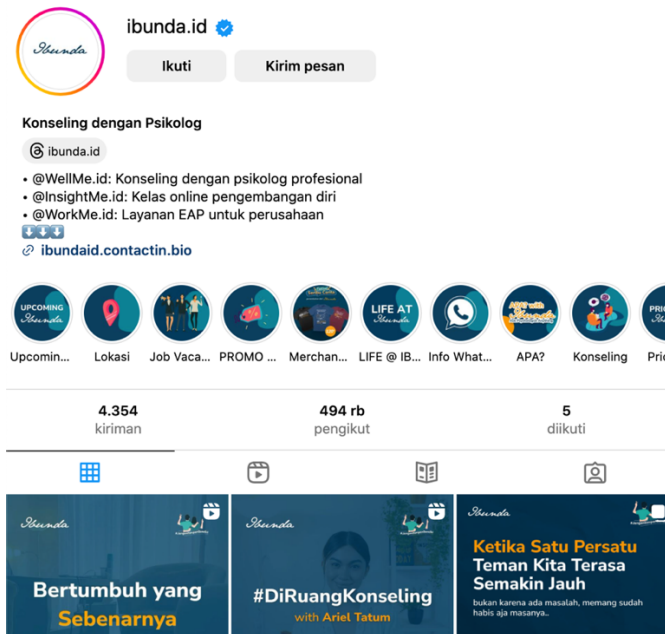 Ibunda
ibunda.id
Ikuti
Kirim pesan
Konseling dengan Psikolog
ibunda.id
• @WellMe.id: Konseling dengan psikolog profesional
• @InsightMe.id: Kelas online pengembangan diri
• @WorkMe.id: Layanan EAP untuk perusahaan
ibundaid.contactin.bio
UPCOMING
Ibunda
LIFE AT
Ibunda
Upcomin...
Lokasi
Job Vaca...
PROMO ...
Merchan...
LIFE @ IB...
Info What...
APA?
Konseling
Pric
4.354
kiriman
494 rb
pengikut
5
diikuti
Ibunda
Bertumbuh yang
Sebenarnya
Ibunda
#DiRuangKonseling
with Ariel Tatum
Ibunda
Ketika Satu Persatu
Teman Kita Terasa
Semakin Jauh
bukan karena ada masalah, memang sudah
habis aja masanya..